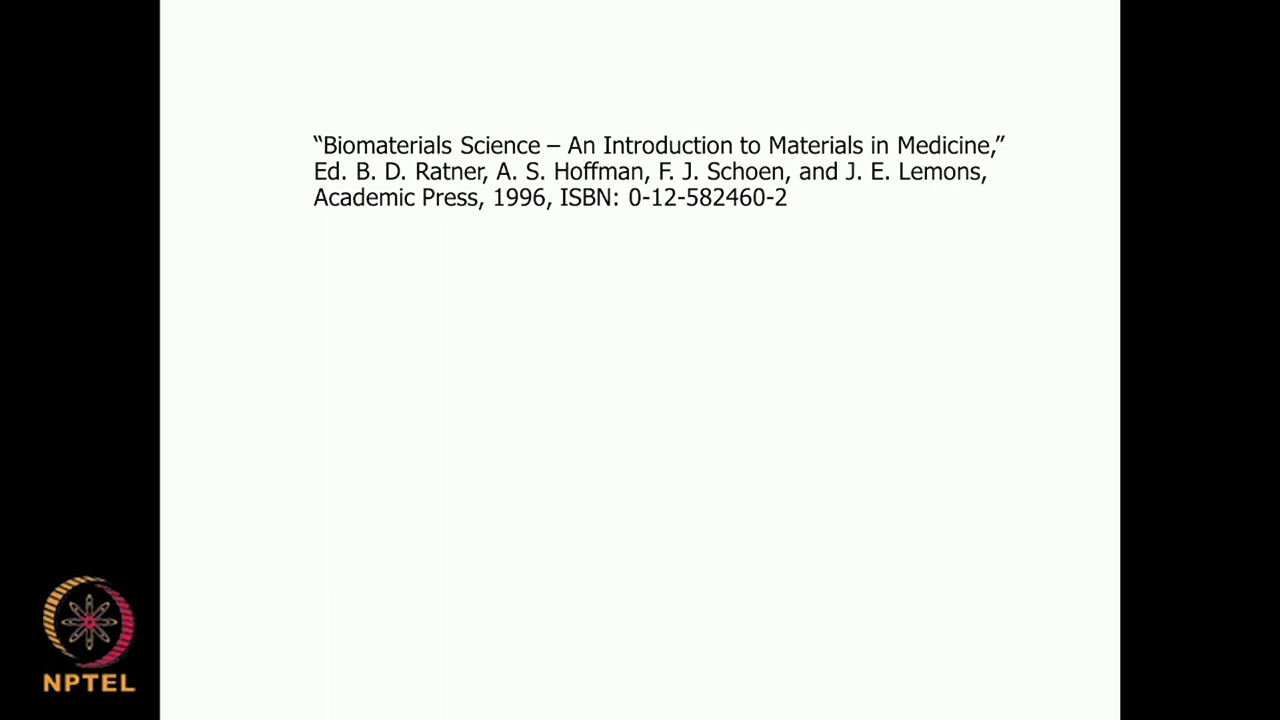 “Biomaterials Science – An Introduction to Materials in Medicine,”
Ed. B. D. Ratner, A. S. Hoffman, F. J. Schoen, and J. E. Lemons,
Academic Press, 1996, ISBN: 0-12-582460-2
NPTEL